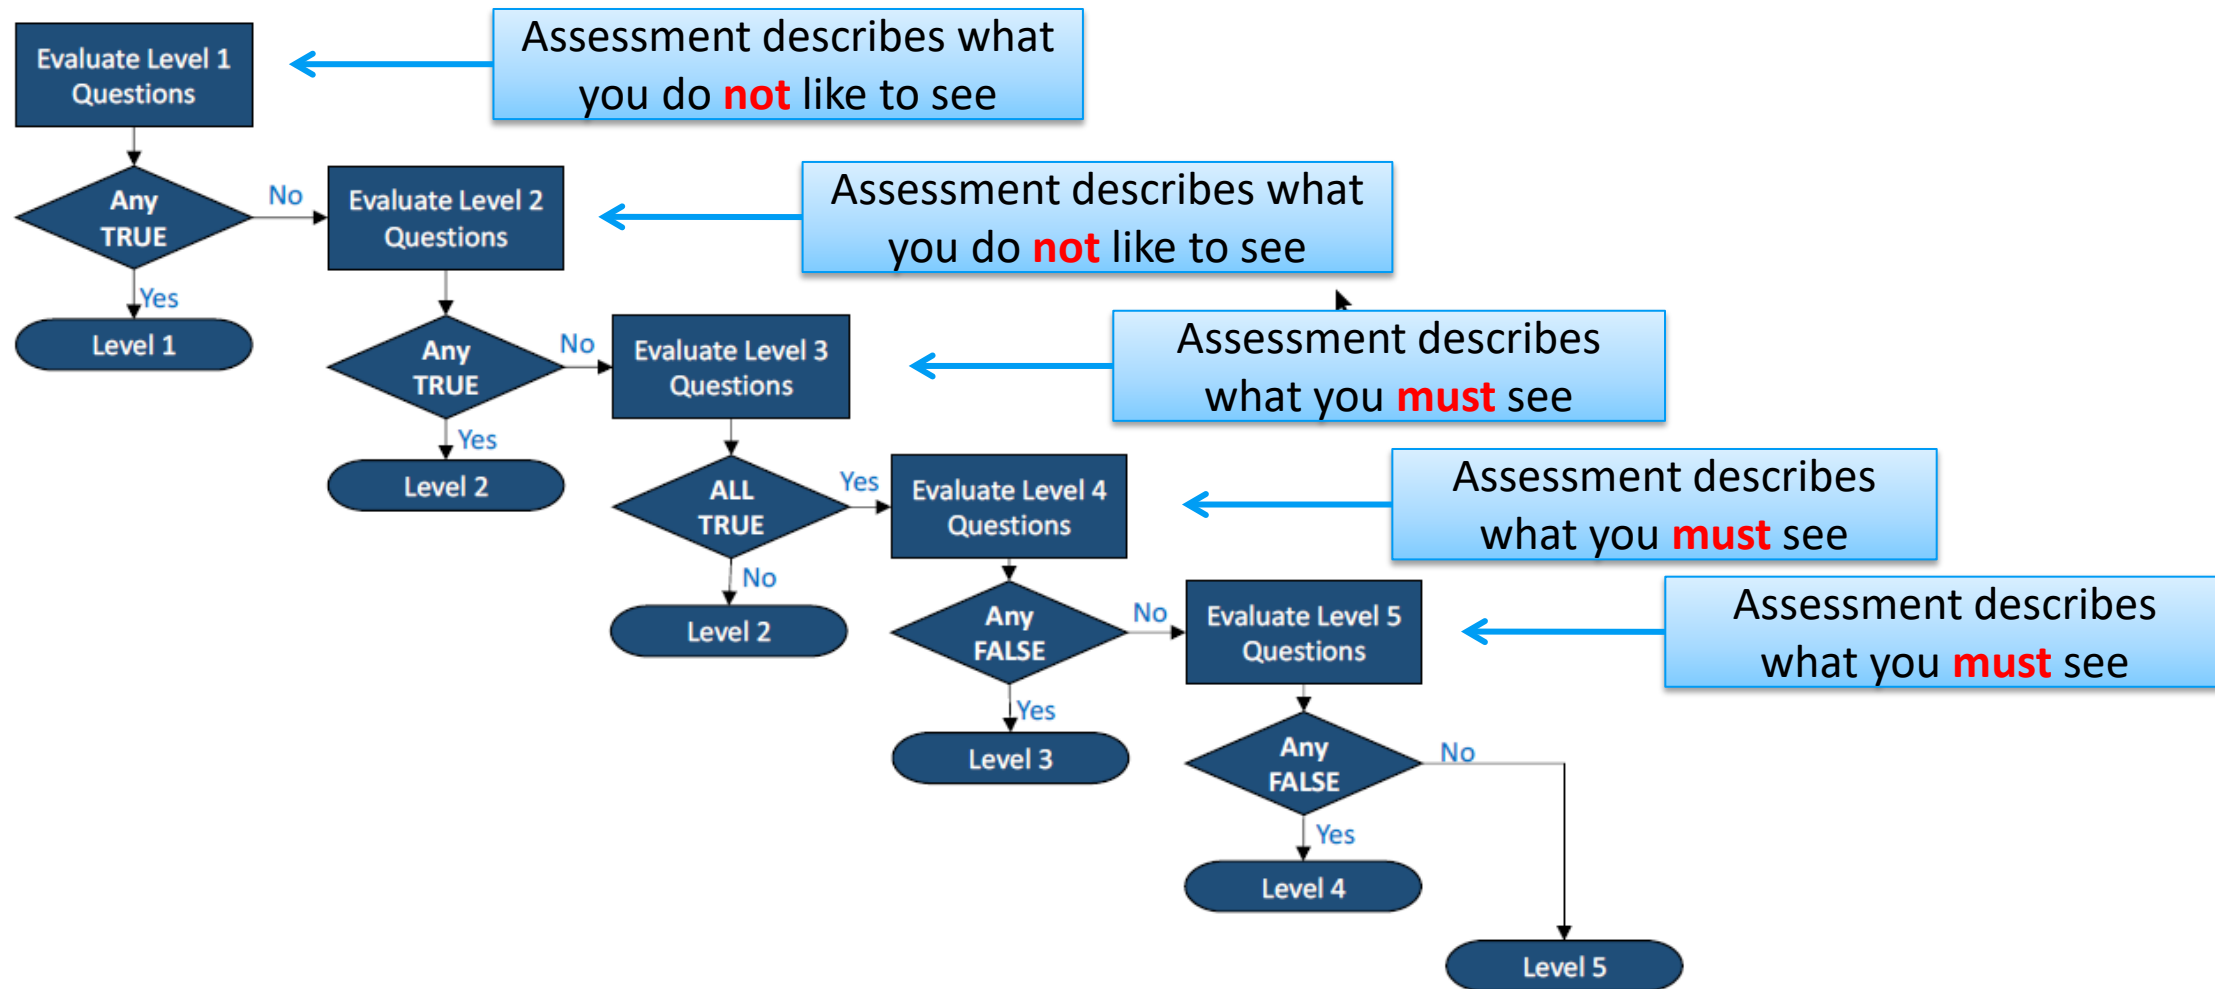 Evaluate Level 1
Questions
Assessment describes what
you do not like to see
Any
TRUE
No
Yes
Level 1
Evaluate Level 2
Questions
Assessment describes what
you do not like to see
Any
TRUE
No
Yes
Level 2
Evaluate Level 3
Questions
Assessment describes
what you must see
ALL
TRUE
Yes
No
Level 2
Evaluate Level 4
Questions
Assessment describes
what you must see
Any
FALSE
No
Yes
Level 3
Evaluate Level 5
Questions
Assessment describes
what you must see
Any
FALSE
No
Yes
Level 4
Level 5